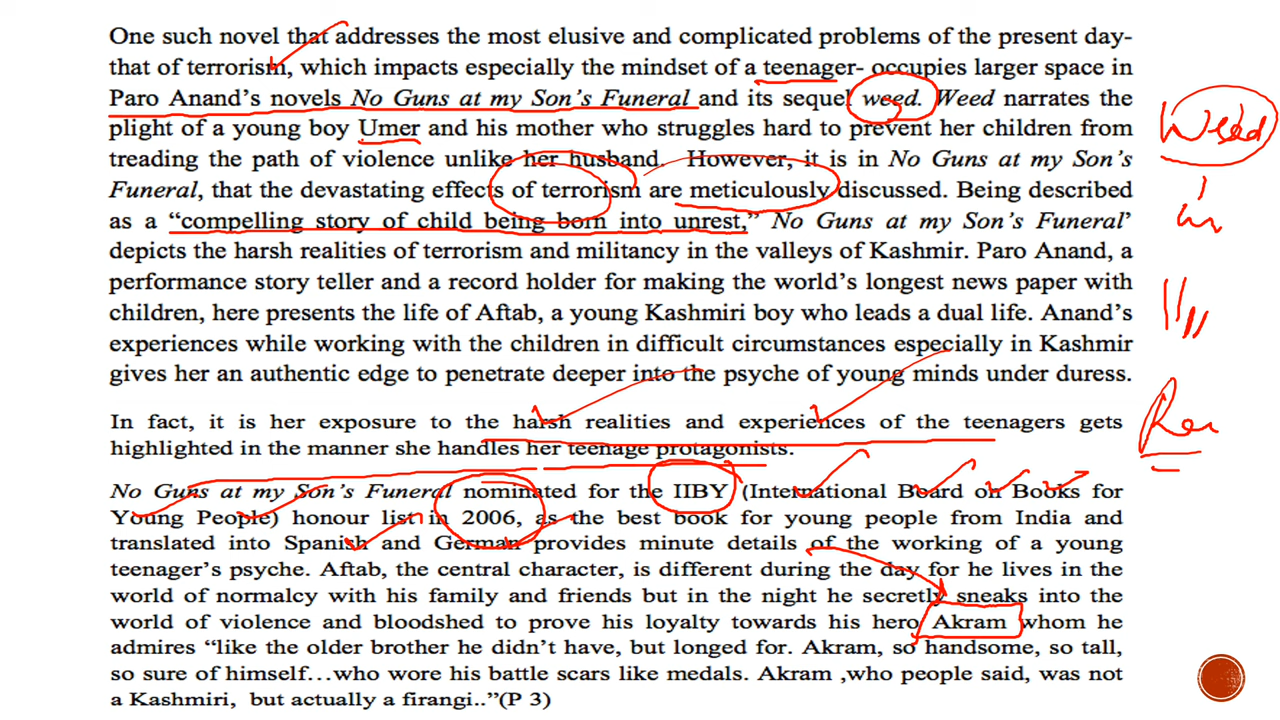 One such novel that addresses the most elusive and complicated problems of the present day-
that of terrorism, which impacts especially the mindset of a teenager- occupies larger space in
Paro Anand's novels No Guns at my Son's Funeral and its sequel weed. Weed narrates the
plight of a young boy Umer and his mother who struggles hard to prevent her children from
treading the path of violence unlike her husband. However, it is in No Guns at my Son's
Funeral, that the devastating effects of terrorism are meticulously discussed. Being described
as a “compelling story of child being born into unrest,” No Guns at my Son's Funeral’
depicts the harsh realities of terrorism and militancy in the valleys of Kashmir. Paro Anand, a
performance story teller and a record holder for making the world's longest news paper with
children, here presents the life of Aftab, a young Kashmiri boy who leads a dual life. Anand's
experiences while working with the children in difficult circumstances especially in Kashmir
gives her an authentic edge to penetrate deeper into the psyche of young minds under duress.
In fact, it is her exposure to the harsh realities and experiences of the teenagers gets
highlighted in the manner she handles her teenage protagonists.
No Guns at my Son's Funeral nominated for the IIBY (International Board on Books for
Young People) honour list in 2006, as the best book for young people from India and
translated into Spanish and German provides minute details of the working of a young
teenager's psyche. Aftab, the central character, is different during the day for he lives in the
world of normalcy with his family and friends but in the night he secretly sneaks into the
world of violence and bloodshed to prove his loyalty towards his hero Akram whom he
admires “like the older brother he didn't have, but longed for. Akram, so handsome, so tall,
so sure of himself…who wore his battle scars like medals. Akram ,who people said, was not
a Kashmiri, but actually a firangi..”(P 3)
Weed
in